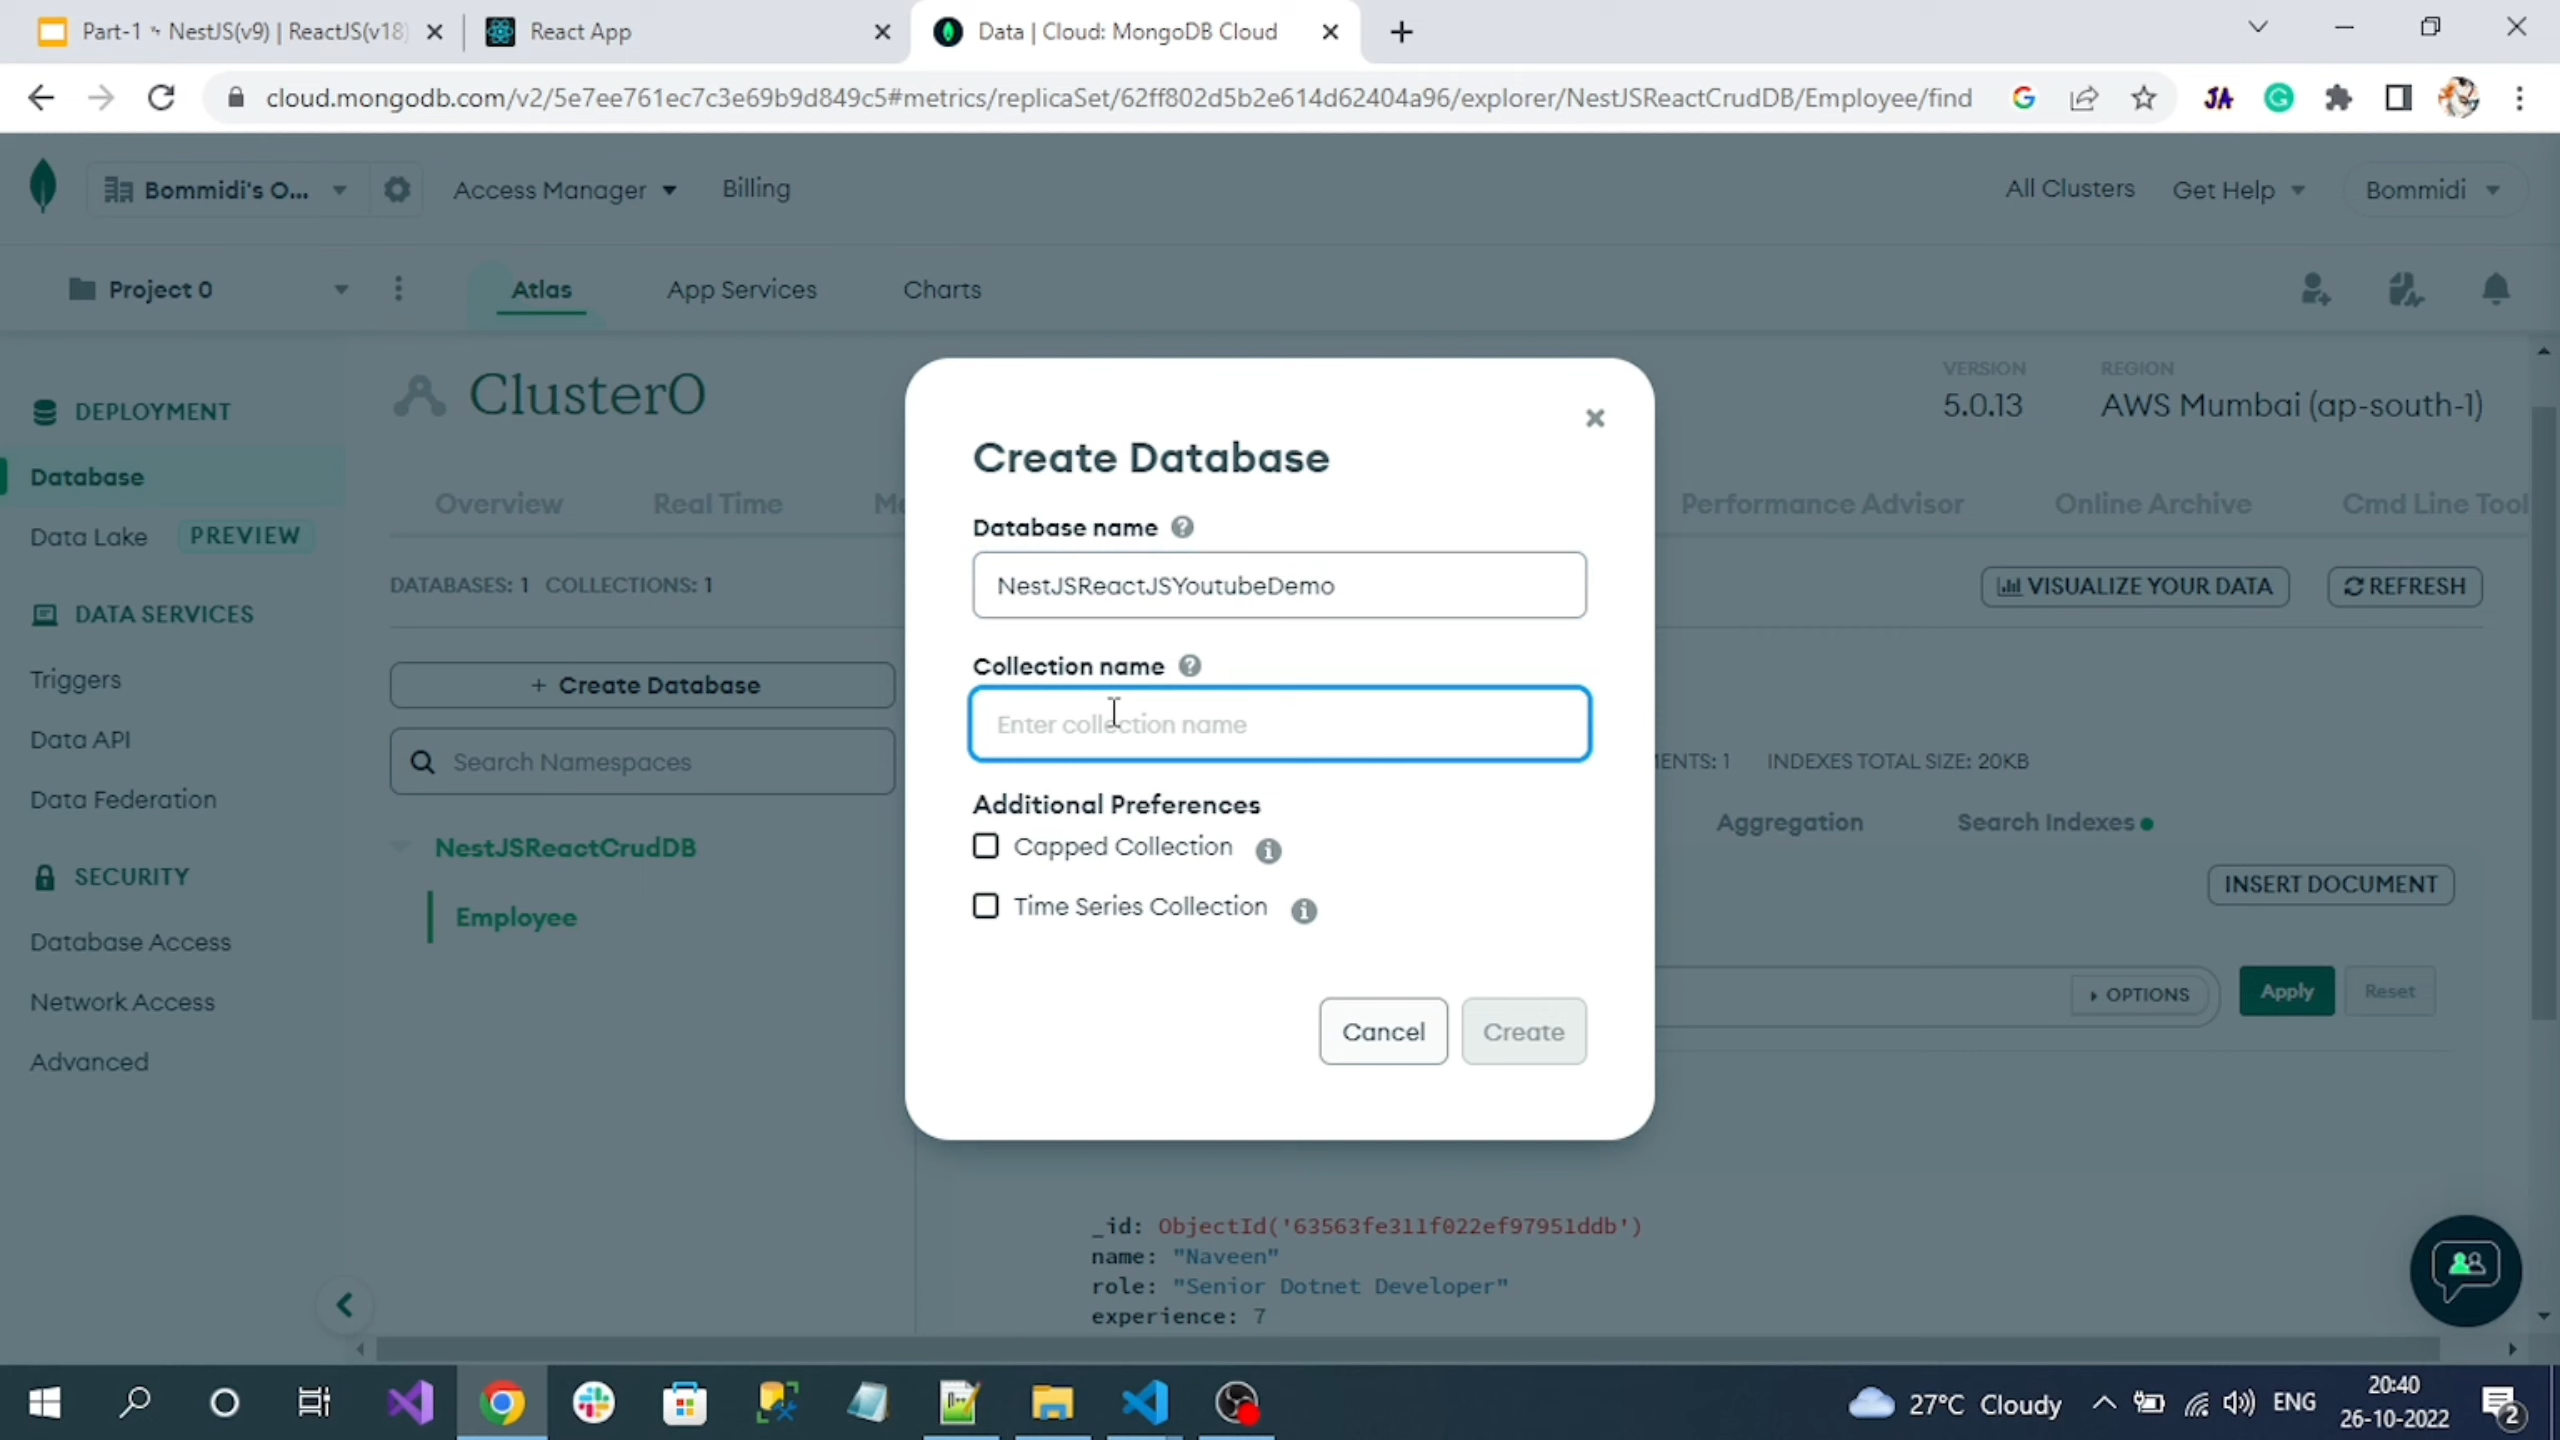 Part-1 NestJS(v9) | ReactJS(v18)
React App
Data | Cloud: MongoDB Cloud
cloud.mongodb.com/v2/5e7ee761ec7c3e69b9d849c5#metrics/replicaSet/62ff802d5b2e614d62404a96/explorer/NestJSReactCrudDB/Employee/find
Bommidi's O...
Access Manager
Billing
All Clusters
Get Help
Bommidi
Project 0
Atlas
App Services
Charts
DEPLOYMENT
Database
Data Lake
PREVIEW
DATA SERVICES
Triggers
Data API
Data Federation
SECURITY
Database Access
Network Access
Advanced
Cluster0
VERSION
5.0.13
REGION
AWS Mumbai (ap-south-1)
Overview
Real Time
Performance Advisor
Online Archive
Cmd Line Tool
DATABASES: 1 COLLECTIONS: 1
VISUALIZE YOUR DATA
REFRESH
+ Create Database
Search Namespaces
NestJSReactCrudDB
Employee
Create Database
Database name
NestJSReactJSYoutubeDemo
Collection name
Enter collection name
Additional Preferences
Capped Collection
Time Series Collection
Cancel
Create
INDEXES TOTAL SIZE: 20KB
Aggregation
Search Indexes
INSERT DOCUMENT
OPTIONS
Apply
Reset
_id: ObjectId('63563fe311f022ef97951ddb')
name: "Naveen"
role: "Senior Dotnet Developer"
experience: 7
27°C Cloudy
ENG
20:40
26-10-2022
2